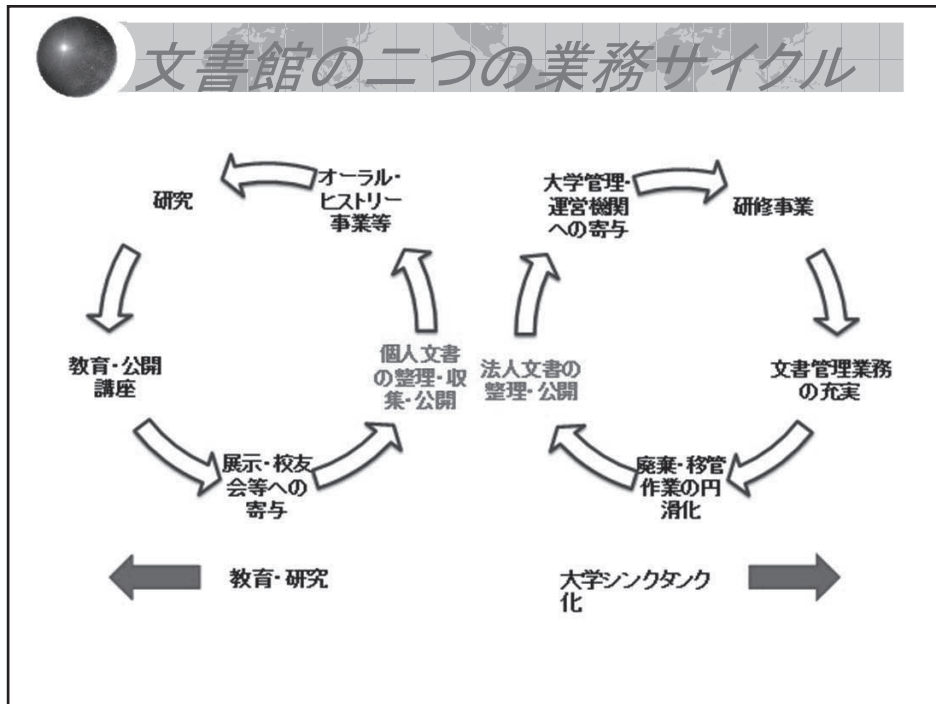 文書館の二つの業務サイクル
オーラル・
ヒストリー
事業等
研究
教育・公開
講座
展示・校友
会等への
寄与
個人文書
の整理・収
集・公開
法人文書の
整理・公開
大学管理・
運営機関
への寄与
研修事業
文書管理業務
の充実
廃棄・移管
作業の円
滑化
教育・研究
大学シンクタンク
化